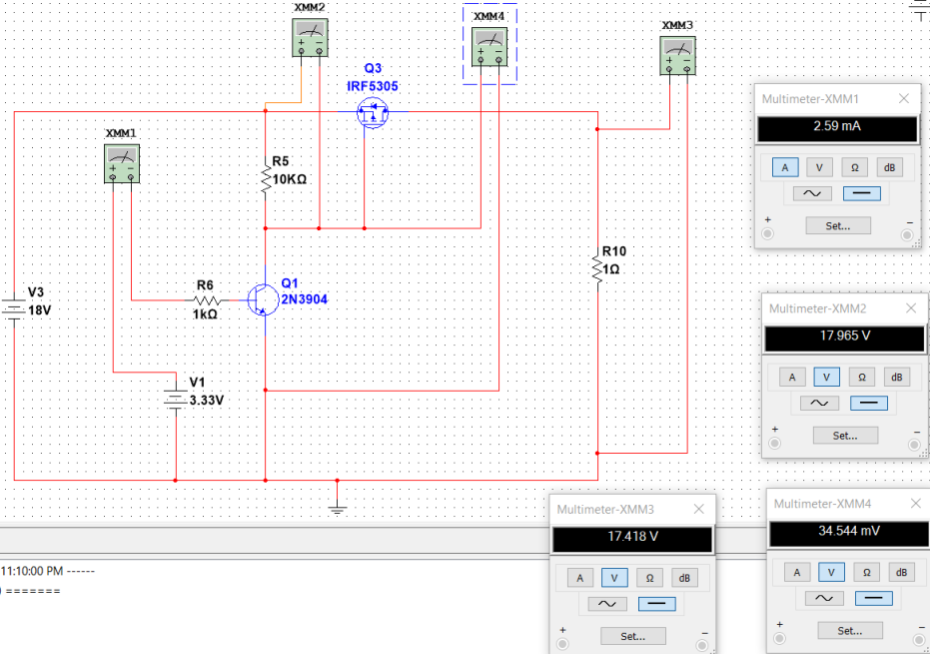 XMM2
XMM4
XMM3
Q3
IRF5305
XMM1
R5
10KΩ
R6
1kΩ
Q1
2N3904
R10
1Ω
V3
18V
V1
3.33V
Multimeter-XMM1
2.59 mA
A V Ω dB
+ Set... –
Multimeter-XMM2
17.965 V
A V Ω dB
+ Set... –
Multimeter-XMM3
17.418 V
A V Ω dB
+ Set... –
Multimeter-XMM4
34.544 mV
A V Ω dB
+ Set... –
11:10:00 PM ------
=======